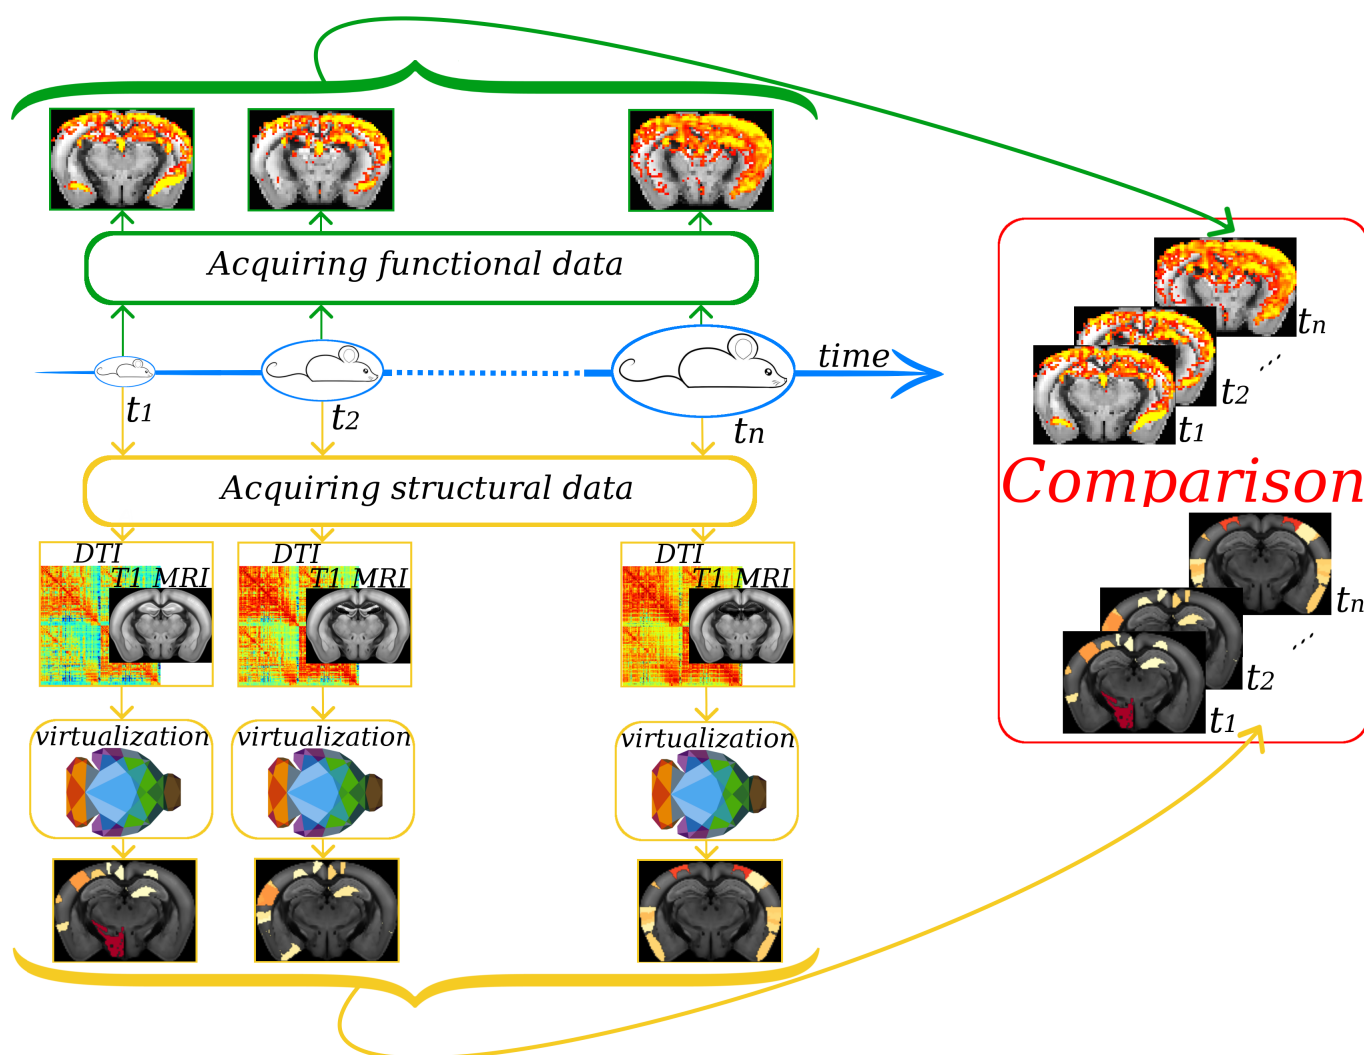 Acquiring functional data
time
t1
t2
tn
Acquiring structural data
DTI
T1 MRI
DTI
T1 MRI
DTI
T1 MRI
virtualization
virtualization
virtualization
tn
t2
t1
Comparison
tn
t2
t1